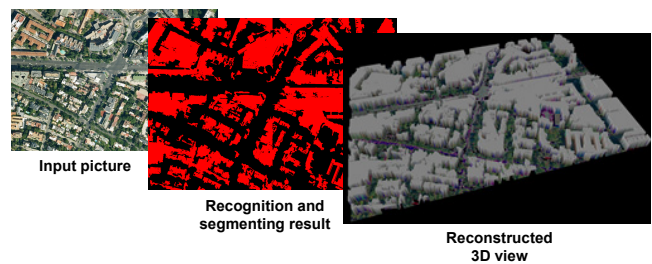 Input picture
Recognition and
segmenting result
Reconstructed
3D view